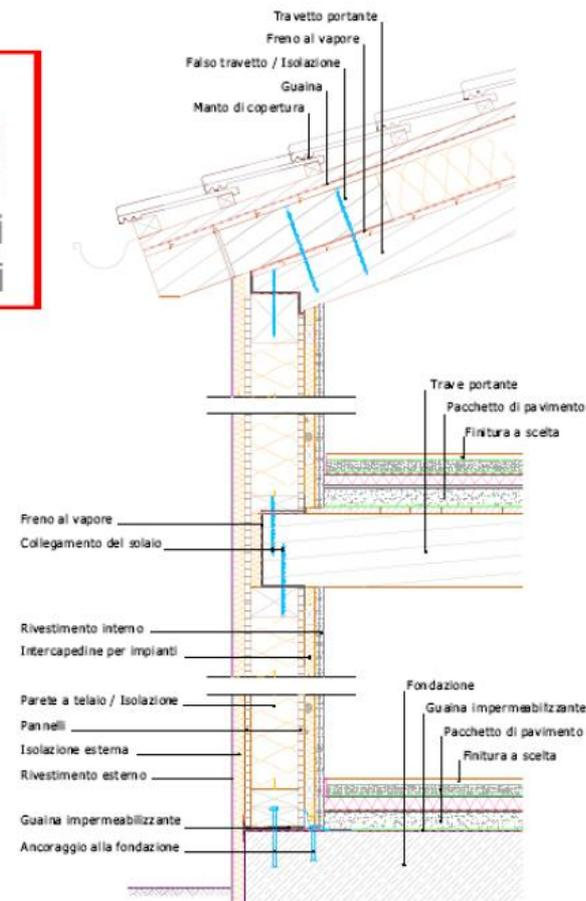 Travetto portante
Freno al vapore
Falso travetto / Isolazione
Guaina
Manto di copertura
Trave portante
Pacchetto di pavimento
Finitura a scelta
Freno al vapore
Collegamento del solaio
Rivestimento interno
Intercapedine per impianti
Fondazione
Parete a telaio / Isolazione
Guaina impermeabilizzante
Pannelli
Pacchetto di pavimento
Isolazione esterna
Finitura a scelta
Rivestimento esterno
Guaina impermeabilizzante
Ancoraggio alla fondazione